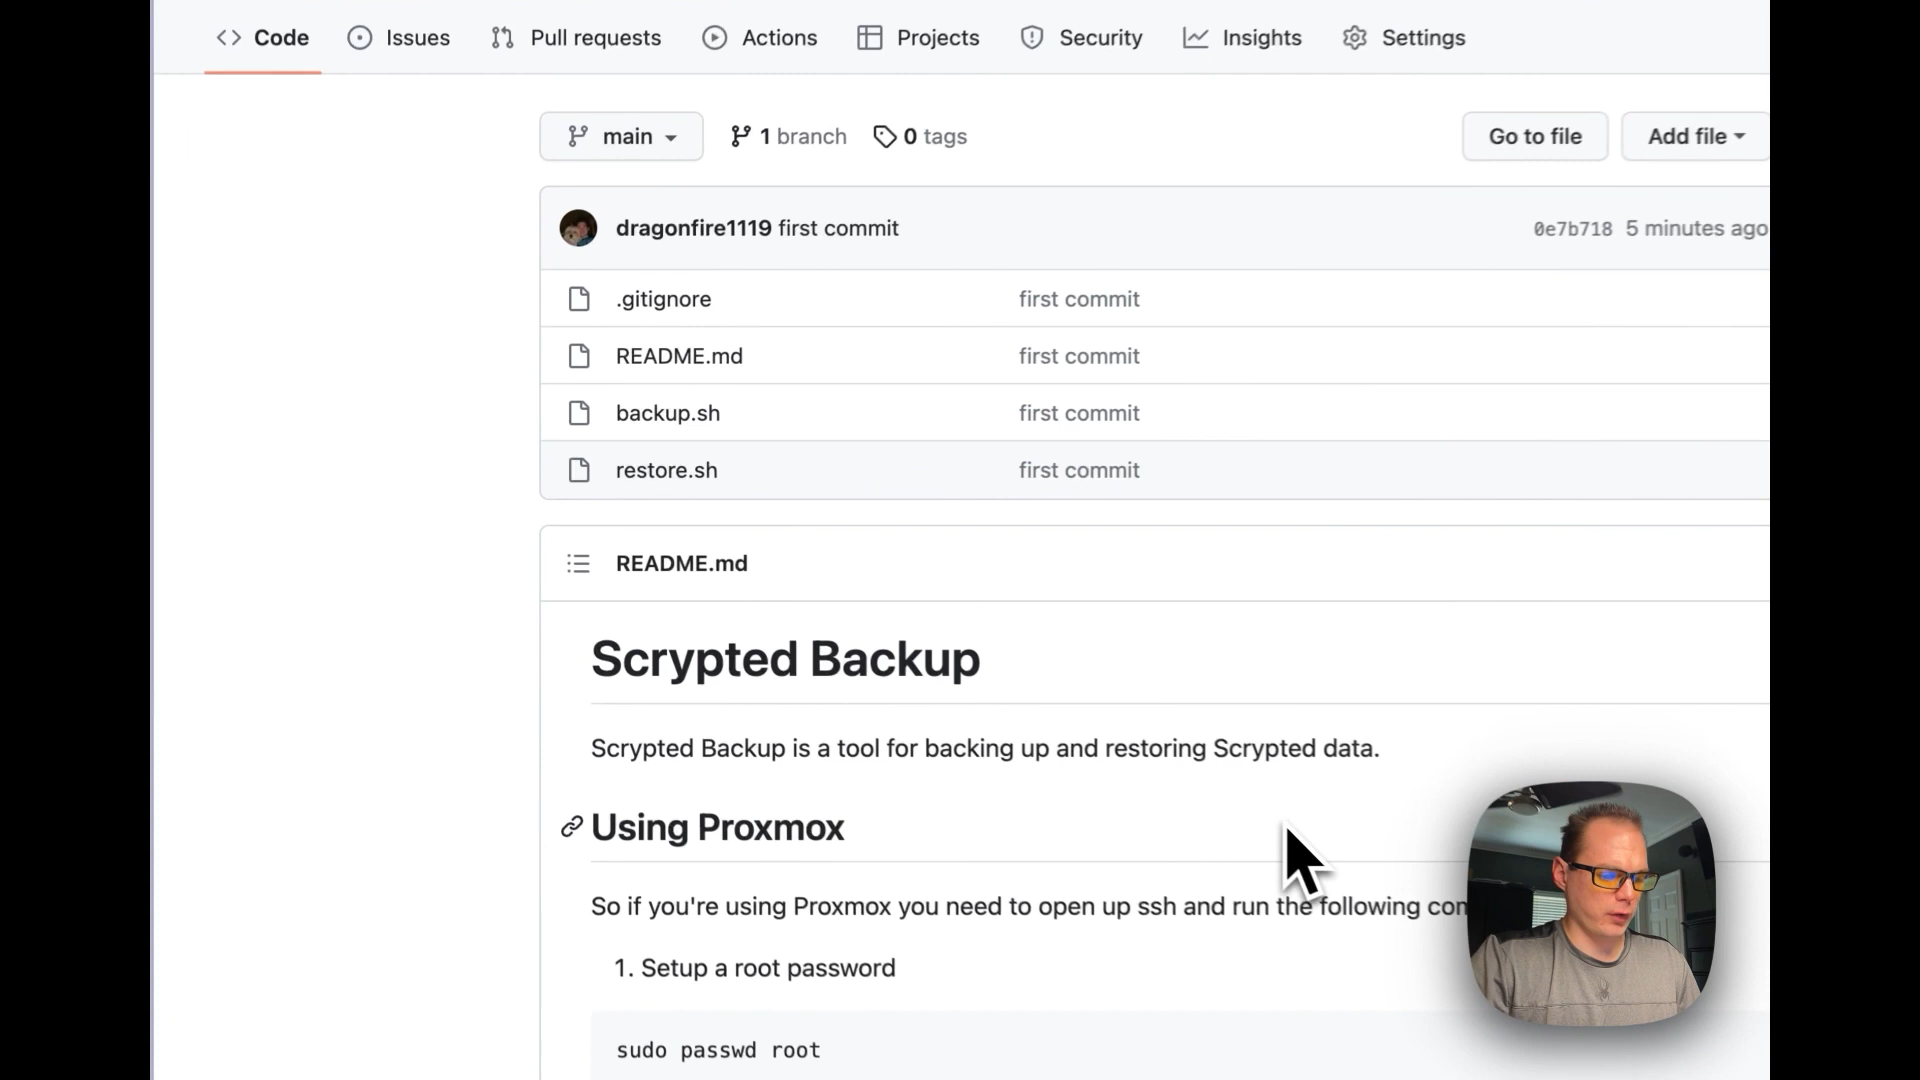 Code Issues Pull requests Actions Projects Security Insights Settings
main 1 branch 0 tags Go to file Add file
dragonfire1119 first commit 0e7b718 5 minutes ago
.gitignore first commit
README.md first commit
backup.sh first commit
restore.sh first commit
README.md
Scrypted Backup
Scrypted Backup is a tool for backing up and restoring Scrypted data.
Using Proxmox
So if you're using Proxmox you need to open up ssh and run the following
1. Setup a root password
sudo passwd root